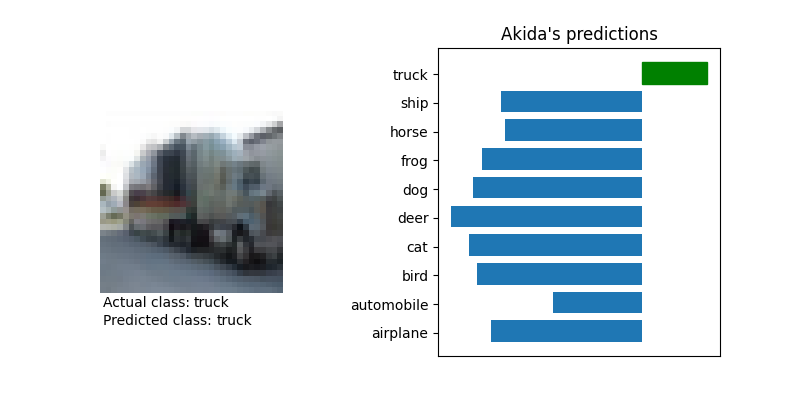 Akida's predictions
truck
ship
horse
frog
dog
deer
cat
bird
automobile
airplane
Actual class: truck
Predicted class: truck